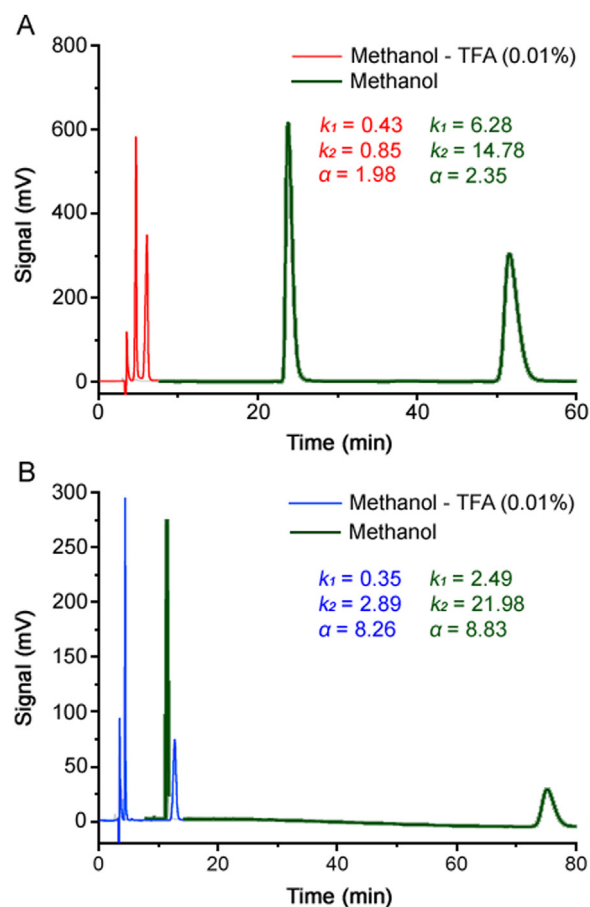 A
800
Methanol - TFA (0.01%)
Methanol
600
k₁ = 0.43 k₁ = 6.28
k₂ = 0.85 k₂ = 14.78
α = 1.98 α = 2.35
400
200
0
Signal (mV)
0 20 40 60
Time (min)
B
300
Methanol - TFA (0.01%)
Methanol
250
k₁ = 0.35 k₁ = 2.49
200
k₂ = 2.89 k₂ = 21.98
α = 8.26 α = 8.83
150
100
50
0
Signal (mV)
0 20 40 60 80
Time (min)